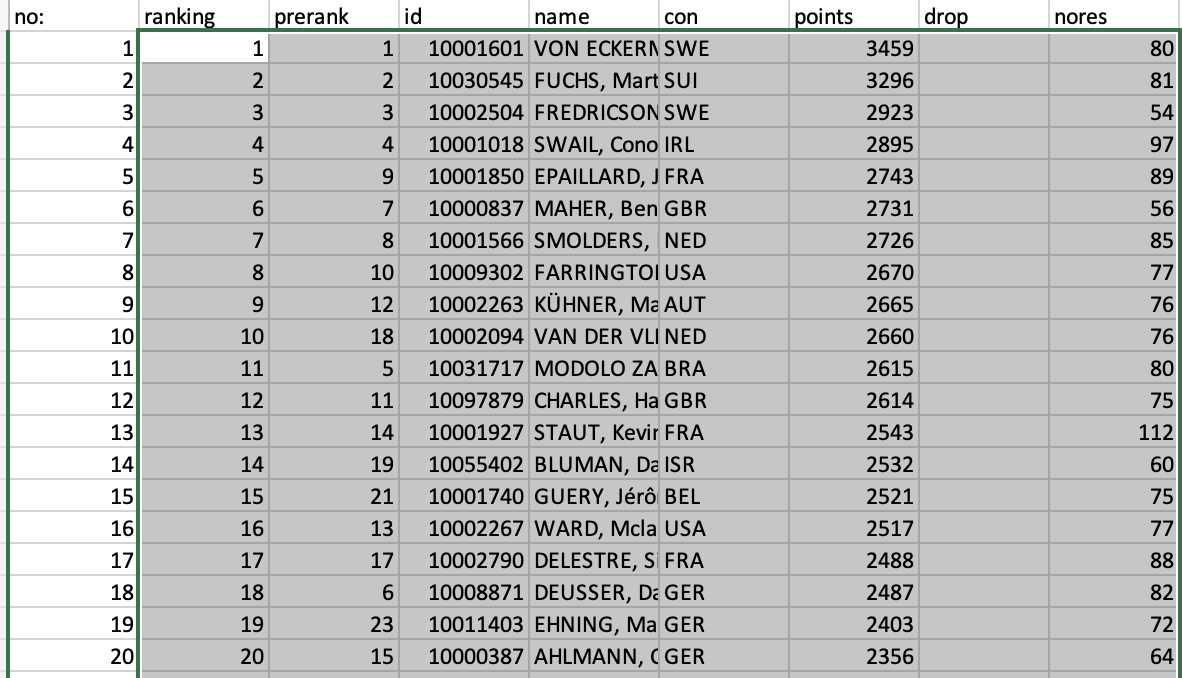 no: ranking prerank id name con points drop nores
1 1 1 10001601 VON ECKERM SWE 3459 80
2 2 2 10030545 FUCHS, Mart SUI 3296 81
3 3 3 10002504 FREDRICSON SWE 2923 54
4 4 4 10001018 SWAIL, Cono IRL 2895 97
5 5 9 10001850 EPAILLARD, J FRA 2743 89
6 6 7 10000837 MAHER, Ben GBR 2731 56
7 7 8 10001566 SMOLDERS, NED 2726 85
8 8 10 10009302 FARRINGTO USA 2670 77
9 9 12 10002263 KÜHNER, Ma AUT 2665 76
10 10 18 10002094 VAN DER VL NED 2660 76
11 11 5 10031717 MODOLO ZA BRA 2615 80
12 12 11 10097879 CHARLES, Ha GBR 2614 75
13 13 14 10001927 STAUT, Kevi FRA 2543 112
14 14 19 10055402 BLUMAN, Da ISR 2532 60
15 15 21 10001740 GUERY, Jérô BEL 2521 75
16 16 13 10002267 WARD, Mcla USA 2517 77
17 17 17 10002790 DELESTRE, Si FRA 2488 88
18 18 6 10008871 DEUSSER, Da GER 2487 82
19 19 23 10011403 EHNING, Ma GER 2403 72
20 20 15 10000387 AHLMANN, C GER 2356 64